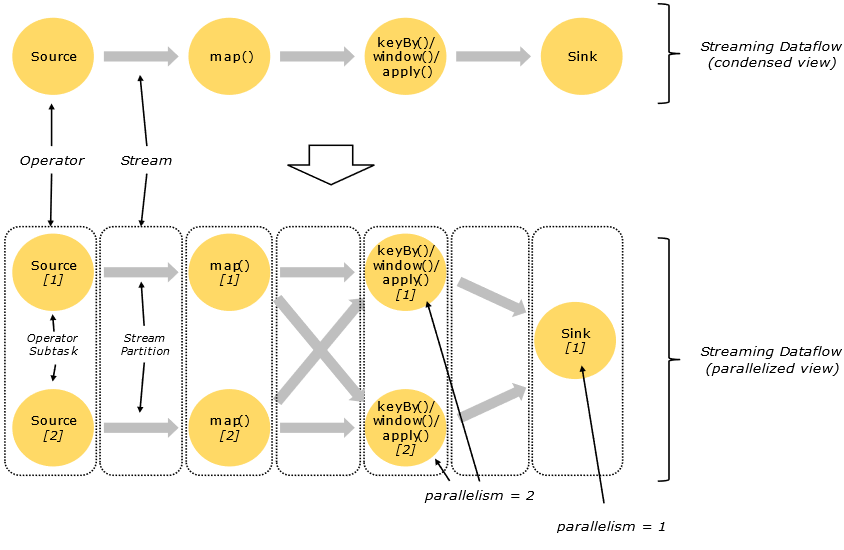 Source
map()
keyBy()/
window()/
apply()
Sink
Streaming Dataflow
(condensed view)
Operator
Stream
Source
[1]
map()
[1]
keyBy()/
window()/
apply()
[1]
Operator
Subtask
Stream
Partition
Sink
[1]
Streaming Dataflow
(parallelized view)
Source
[2]
map()
[2]
keyBy()/
window()/
apply()
[2]
parallelism = 2
parallelism = 1